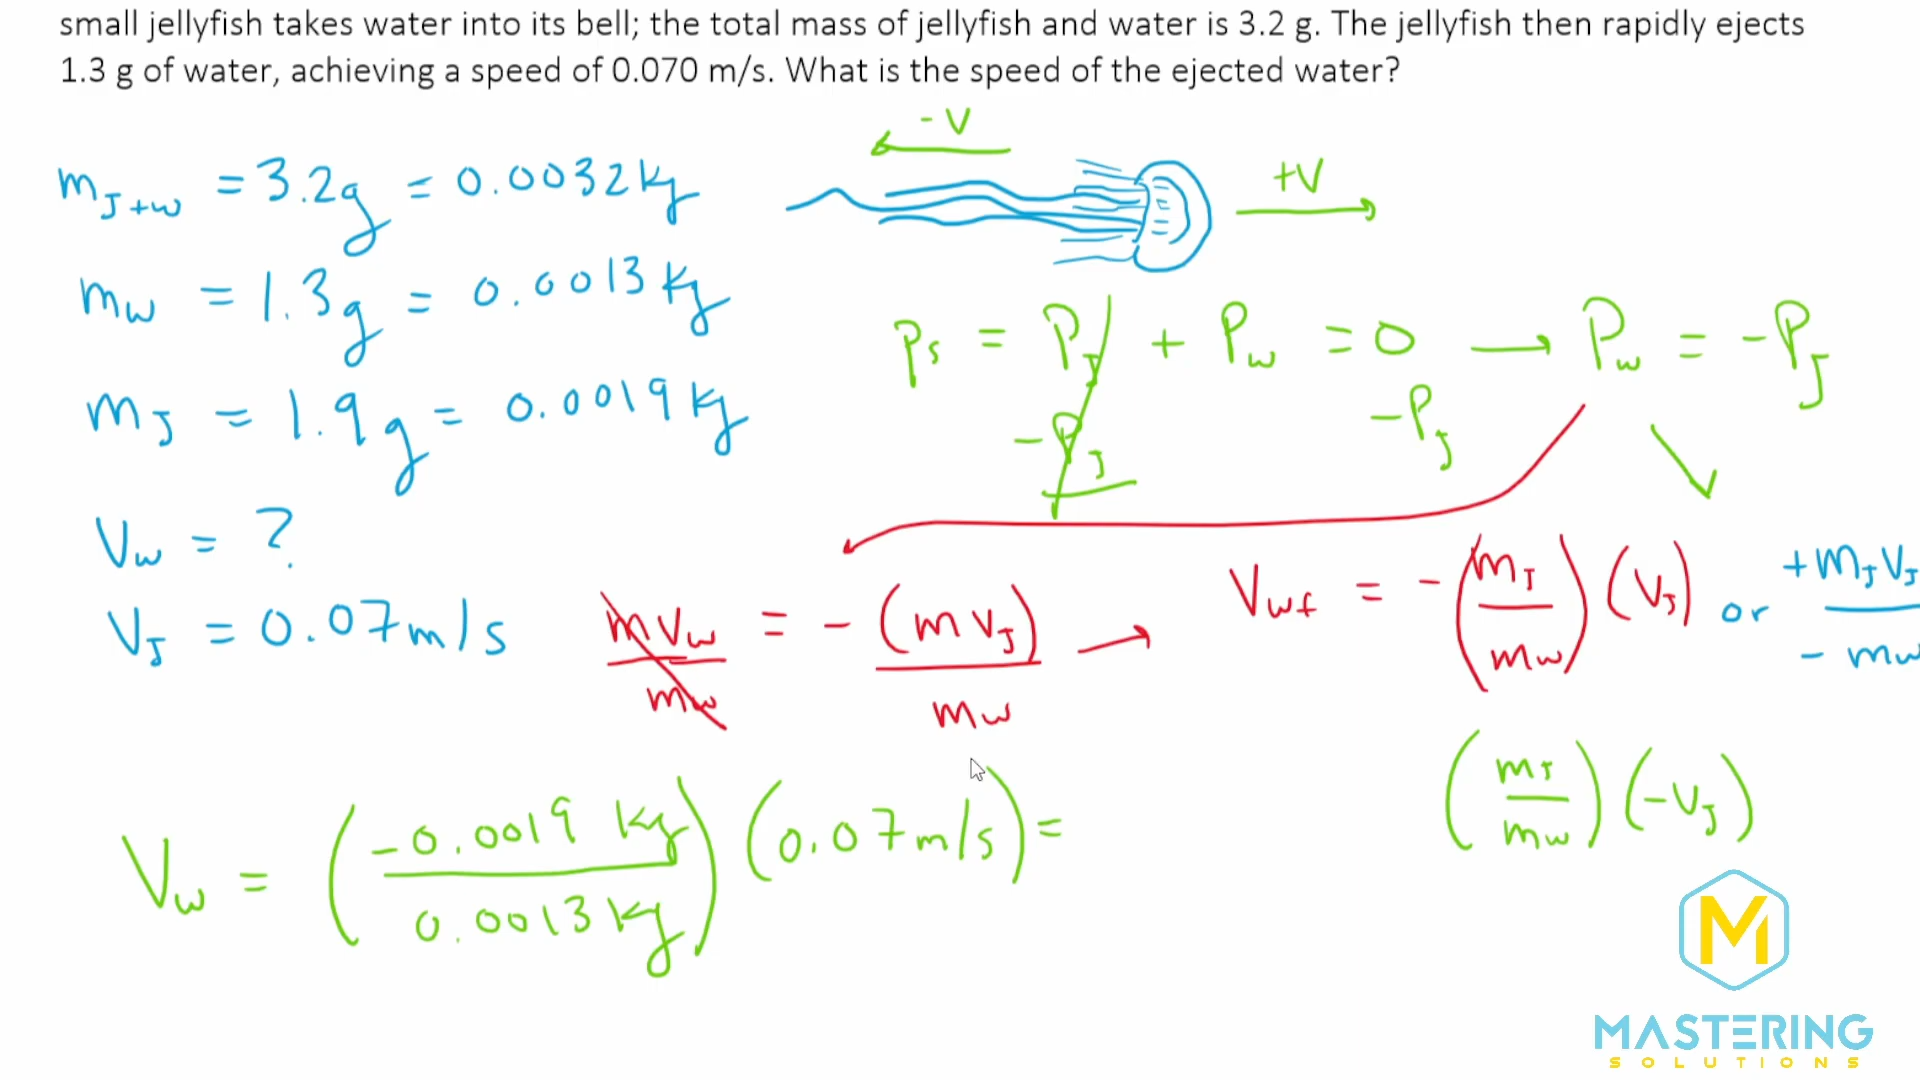 small jellyfish takes water into its bell; the total mass of jellyfish and water is 3.2 g. The jellyfish then rapidly ejects
1.3 g of water, achieving a speed of 0.070 m/s. What is the speed of the ejected water?
-V
+V
m_J+w = 3.2g = 0.0032kg
m_w = 1.3g = 0.0013kg
P_s = P_J + P_w = 0 → P_w = -P_J
-P_J -P_J
m_J = 1.9g = 0.0019kg
V_w = ?
V_J = 0.07m/s
mV_w/m_w = -(mV_J)/m_w →
V_wf = -(m_J/m_w)(V_J) or +m_JV_J/-m_w
(m_J/m_w)(-V_J)
V_w = (-0.0019 kg/0.0013kg)(0.07m/s) =
M
MASTERING
SOLUTIONS